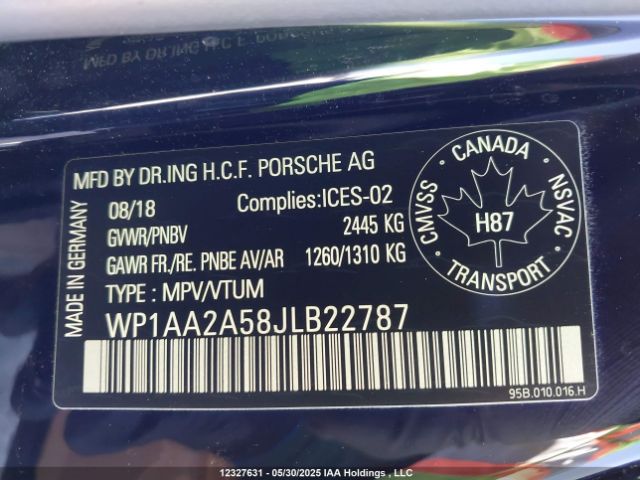 MFD BY DR.ING H.C.F. PORSCHE AG
08/18 Complies:ICES-02
GVWR/PNBV 2445 KG
GAWR FR./RE. PNBE AV/AR 1260/1310 KG
TYPE : MPV/VTUM
WP1AA2A58JLB22787
MADE IN GERMANY
CANADA
CMVSS
NSVAC
H87
TRANSPORT
95B.010.016.H
12327631 - 05/30/2025 IAA Holdings , LLC